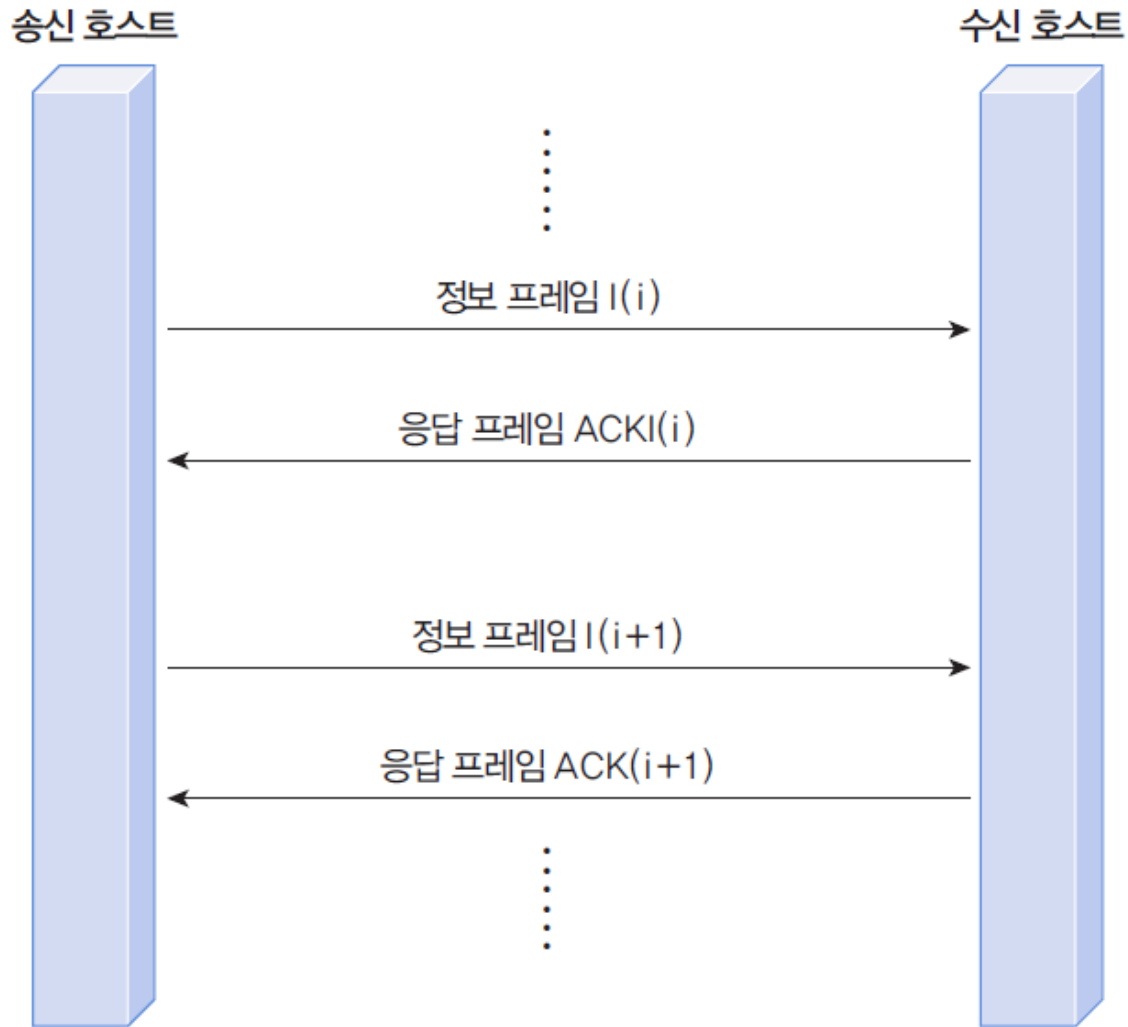 송신 호스트
수신 호스트
정보 프레임 I(i)
응답 프레임 ACKI(i)
정보 프레임 I(i+1)
응답 프레임 ACK(i+1)